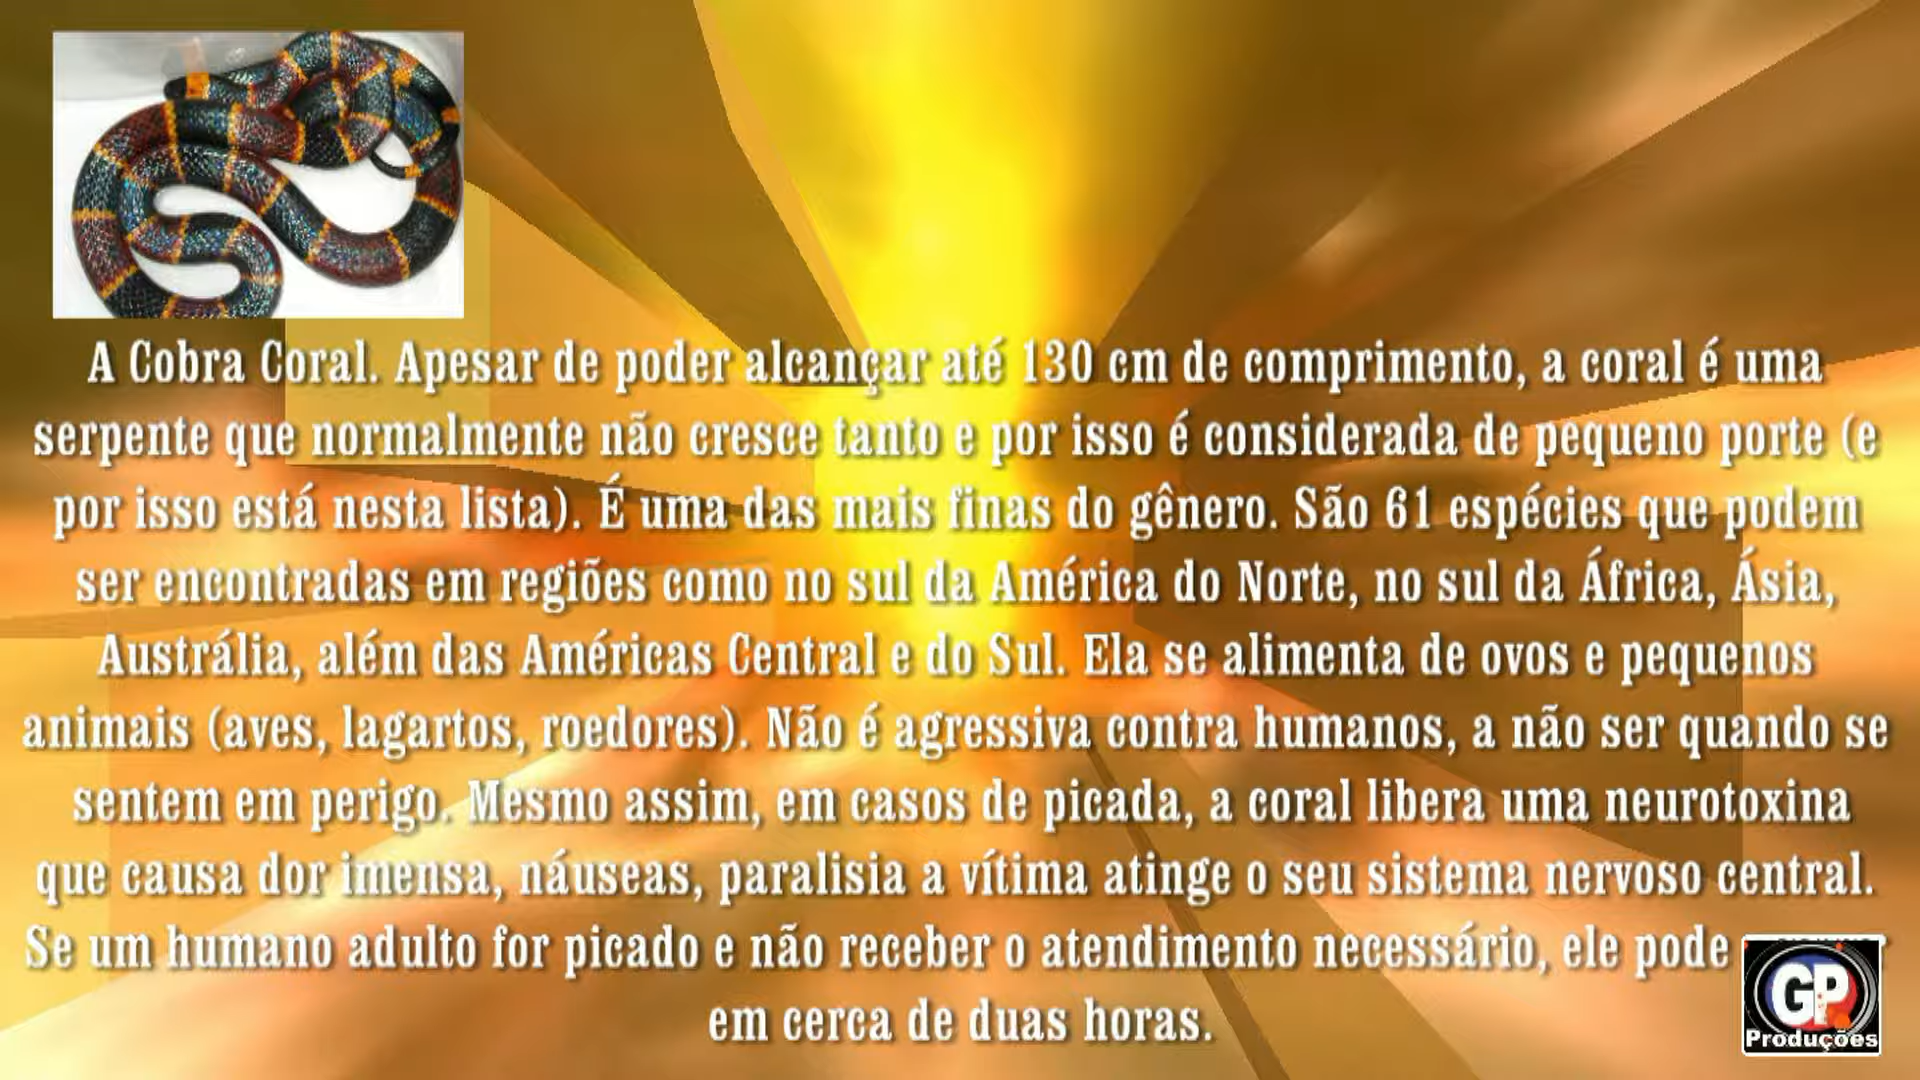 A Cobra Coral. Apesar de poder alcançar até 130 cm de comprimento, a coral é uma
serpente que normalmente não cresce tanto e por isso é considerada de pequeno porte (e
por isso está nesta lista). É uma das mais finas do gênero. São 61 espécies que podem
ser encontradas em regiões como no sul da América do Norte, no sul da África, Ásia,
Austrália, além das Américas Central e do Sul. Ela se alimenta de ovos e pequenos
animais (aves, lagartos, roedores). Não é agressiva contra humanos, a não ser quando se
sentem em perigo. Mesmo assim, em casos de picada, a coral libera uma neurotoxina
que causa dor imensa, náuseas, paralisia a vítima atinge o seu sistema nervoso central.
Se um humano adulto for picado e não receber o atendimento necessário, ele pode
em cerca de duas horas.
GP
Produções